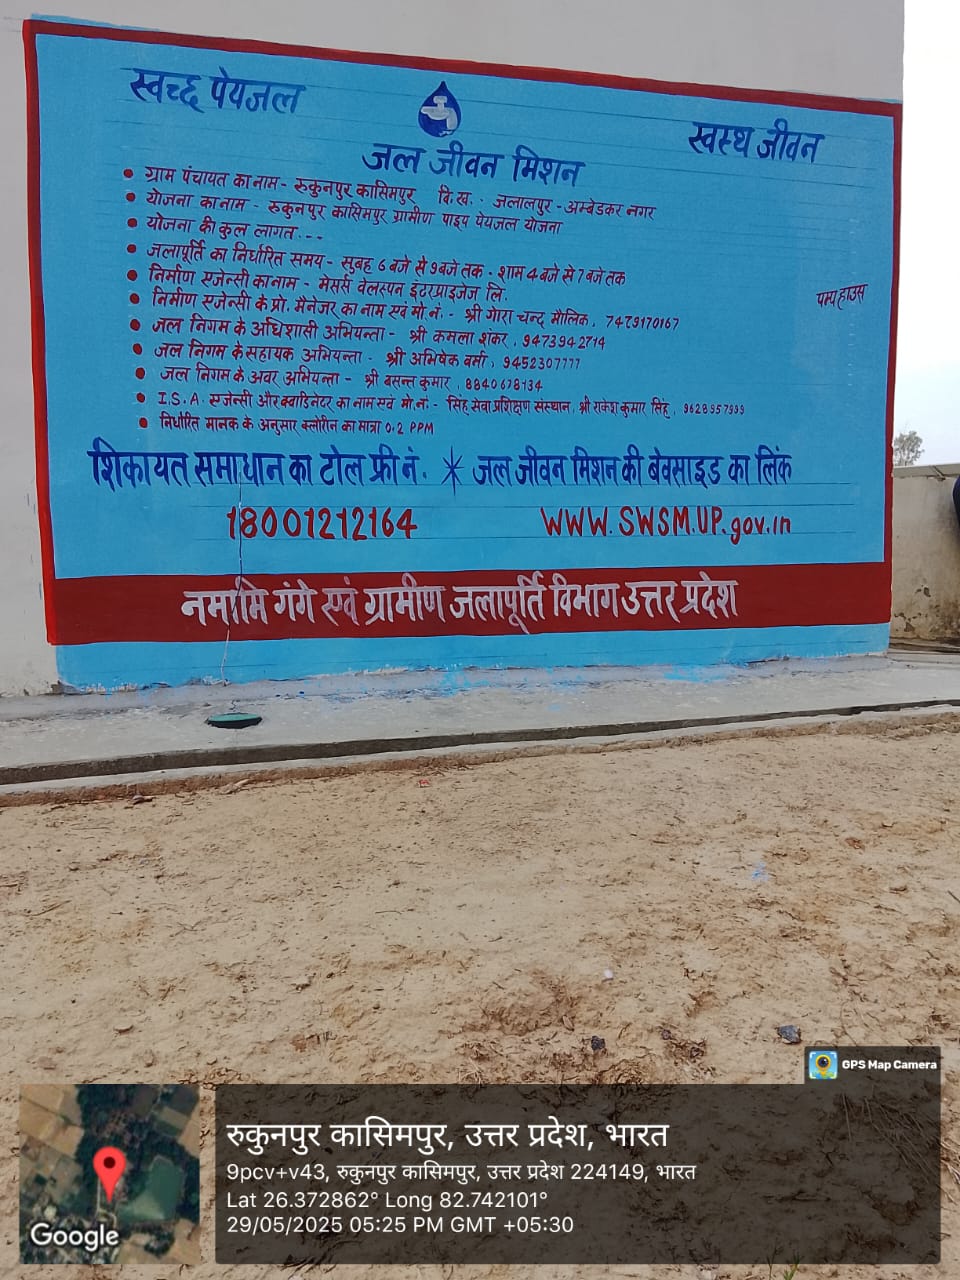 स्वच्छ पेयजल
स्वस्थ जीवन
जल जीवन मिशन
• ग्राम पंचायत का नाम - रुकुनपुर कासिमपुर वि.ख. - जलालपुर - अम्बेडकर नगर
• योजना का नाम - रुकुनपुर कासिमपुर ग्रामीण पाइप पेयजल योजना
• योजना की कुल लागत. - - -
• जलापूर्ति का निर्धारित समय - सुबह 6 बजे से 9 बजे तक - शाम 4 बजे से 7 बजे तक
• निर्माण एजेन्सी का नाम - मेसर्स वेलस्पन इंटरप्राइजेज लि.
• निर्माण एजेन्सी के प्रो. मैनेजर का नाम एवं मो.नं. - श्री गोरा चन्द मौलिक, 7479170167
• जल निगम के अधिशासी अभियन्ता - श्री कमला शंकर, 9473942714
• जल निगम के सहायक अभियन्ता - श्री अभिषेक वर्मा, 9452307777
• जल निगम के अवर अभियन्ता - श्री बसन्त कुमार, 8840678134
• I.S.A. एजेन्सी और क्वाडिनेटर का नाम एवं मो.नं. - सिंह सेवा प्रशिक्षण संस्थान, श्री राकेश कुमार सिंह, 9628957999
• निर्धारित मानक के अनुसार क्लोरीन का मात्रा 0.2 PPM
पम्प हाउस
शिकायत समाधान का टोल फ्री नं. * जल जीवन मिशन की बेवसाइड का लिंक
18001212164 WWW.SWSM.UP.gov.in
नमामि गंगे एवं ग्रामीण जलापूर्ति विभाग उत्तर प्रदेश
GPS Map Camera
रुकुनपुर कासिमपुर, उत्तर प्रदेश, भारत
9pcv+v43, रुकुनपुर कासिमपुर, उत्तर प्रदेश 224149, भारत
Lat 26.372862° Long 82.742101°
29/05/2025 05:25 PM GMT +05:30
Google